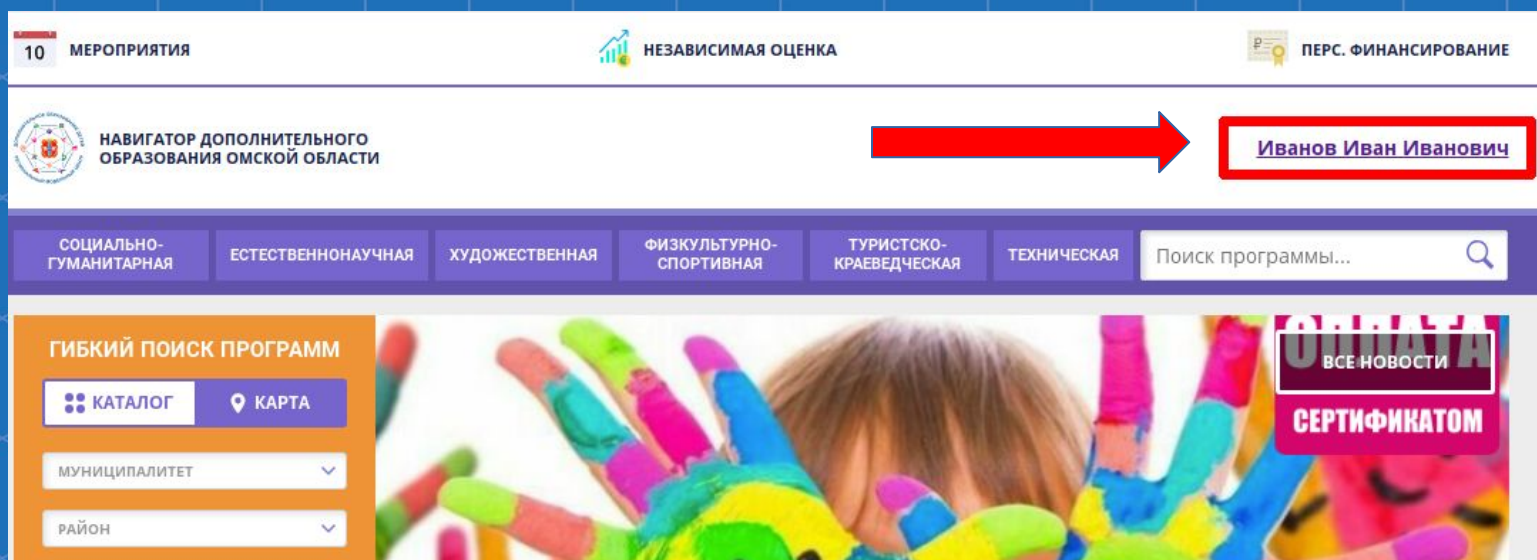 10 МЕРОПРИЯТИЯ
НЕЗАВИСИМАЯ ОЦЕНКА
ПЕРС. ФИНАНСИРОВАНИЕ
НАВИГАТОР ДОПОЛНИТЕЛЬНОГО
ОБРАЗОВАНИЯ ОМСКОЙ ОБЛАСТИ
Иванов Иван Иванович
СОЦИАЛЬНО-
ГУМАНИТАРНАЯ
ЕСТЕСТВЕННОНАУЧНАЯ
ХУДОЖЕСТВЕННАЯ
ФИЗКУЛЬТУРНО-
СПОРТИВНАЯ
ТУРИСТСКО-
КРАЕВЕДЧЕСКАЯ
ТЕХНИЧЕСКАЯ
Поиск программы...
ГИБКИЙ ПОИСК ПРОГРАММ
КАТАЛОГ
КАРТА
МУНИЦИПАЛИТЕТ
РАЙОН
ОПЛАТА
ВСЕ НОВОСТИ
СЕРТИФИКАТОМ